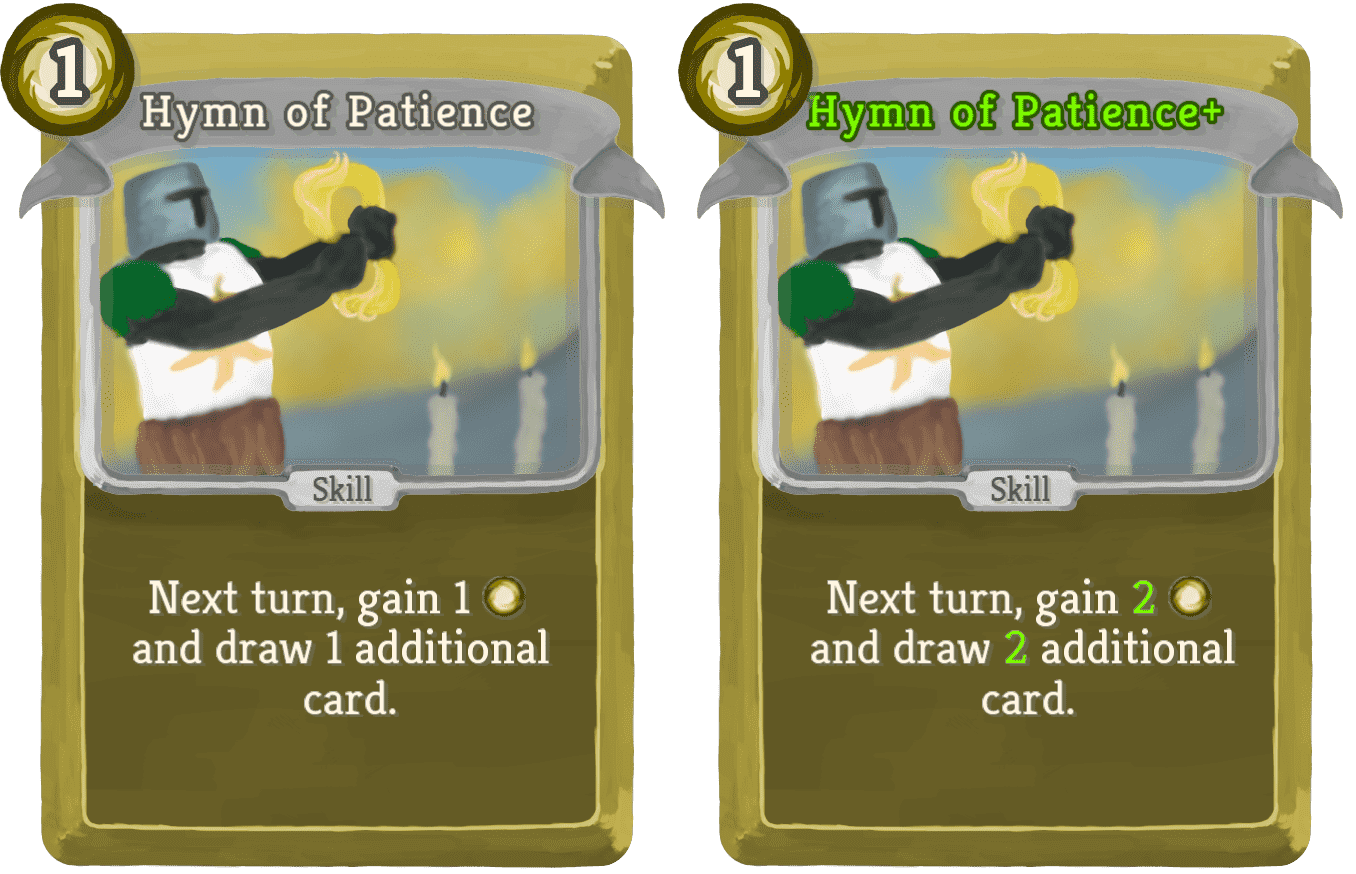 1
Hymn of Patience
Skill
Next turn, gain 1
and draw 1 additional
card.
1
Hymn of Patience+
Skill
Next turn, gain 2
and draw 2 additional
card.